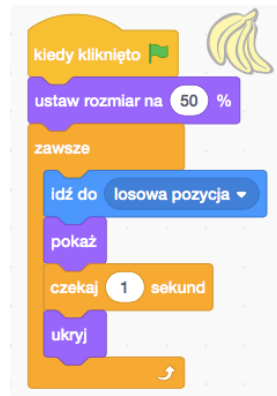 kiedy kliknięto
ustaw rozmiar na 50 %
zawsze
idź do losowa pozycja
pokaż
czekaj 1 sekund
ukryj